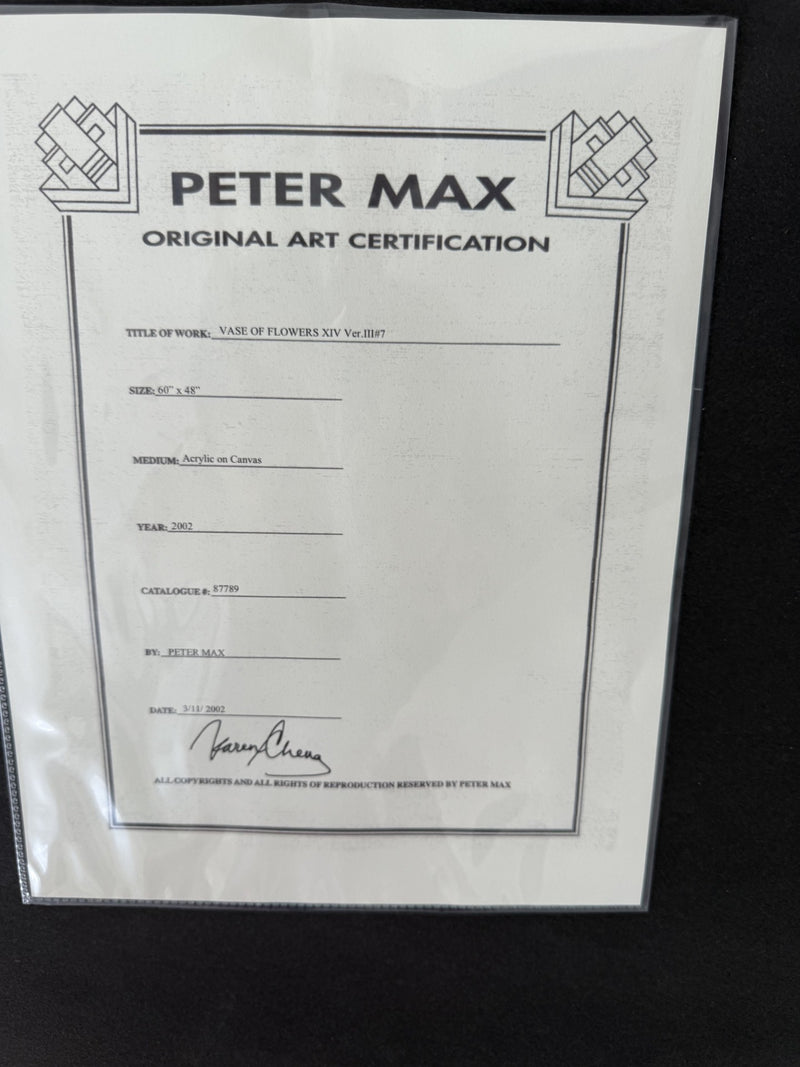 PETER MAX
ORIGINAL ART CERTIFICATION
TITLE OF WORK: VASE OF FLOWERS XIV Ver.III#7
SIZE: 60" x 48"
MEDIUM: Acrylic on Canvas
YEAR: 2002
CATALOGUE #: 87789
BY: PETER MAX
DATE: 3/11/ 2002
Karen Cheng
ALL COPYRIGHTS AND ALL RIGHTS OF REPRODUCTION RESERVED BY PETER MAX